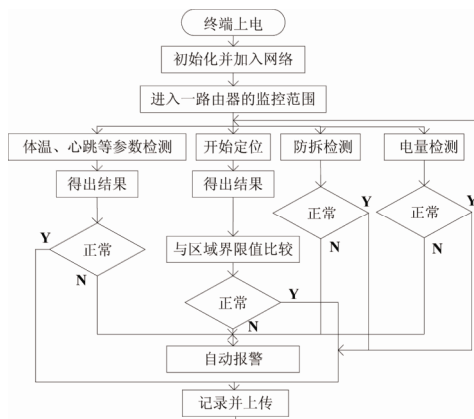 终端上电
初始化并加入网络
进入一路由器的监控范围
体温、心跳等参数检测 开始定位 防拆检测 电量检测
得出结果 得出结果
正常 正常
Y 正常 Y Y
与区域界限值比较 N N
N
正常 Y
N
自动报警
记录并上传